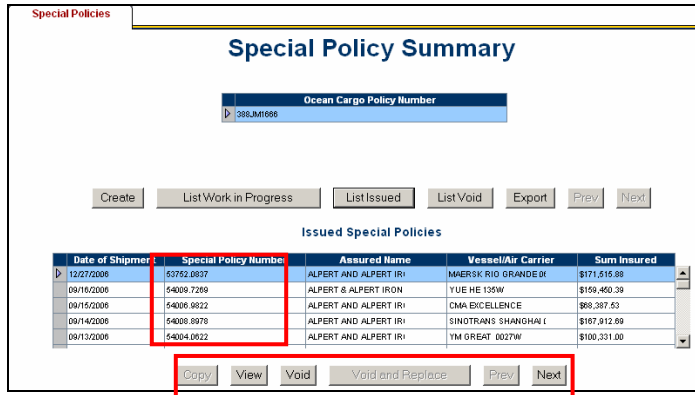 Special Policies
Special Policy Summary
Ocean Cargo Policy Number
388JM1666
Create List Work in Progress List Issued List Void Export Prev Next
Issued Special Policies
Date of Shipment Special Policy Number Assured Name Vessel/Air Carrier Sum Insured
12/27/2006 53752.0837 ALPERT AND ALPERT IR MAERSK RIO GRANDE 0 $171,515.88
09/16/2006 54009.7269 ALPERT & ALPERT IRON YUE HE 135W $159,460.39
09/15/2006 54006.9822 ALPERT AND ALPERT IR CMA EXCELLENCE $68,387.53
09/14/2006 54008.8978 ALPERT AND ALPERT IR SINOTRANS SHANGHAI $167,912.69
09/13/2006 54004.0622 ALPERT AND ALPERT IR YM GREAT 0027W $100,331.00
Copy View Void Void and Replace Prev Next